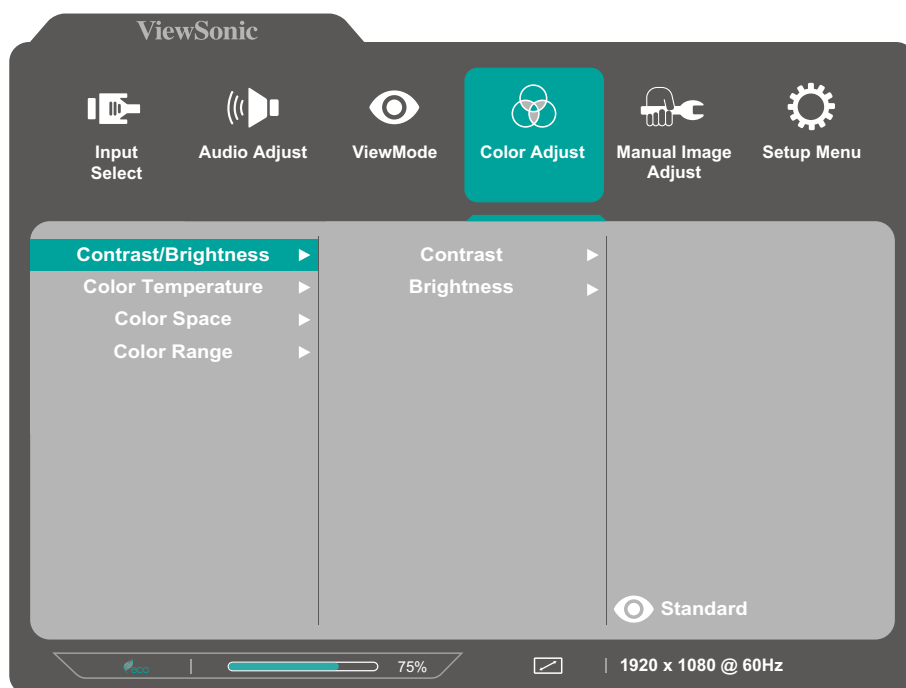 ViewSonic
Input
Select
Audio Adjust
ViewMode
Color Adjust
Manual Image
Adjust
Setup Menu
Contrast/Brightness
Color Temperature
Color Space
Color Range
Contrast
Brightness
Standard
eco
75%
1920 x 1080 @ 60Hz